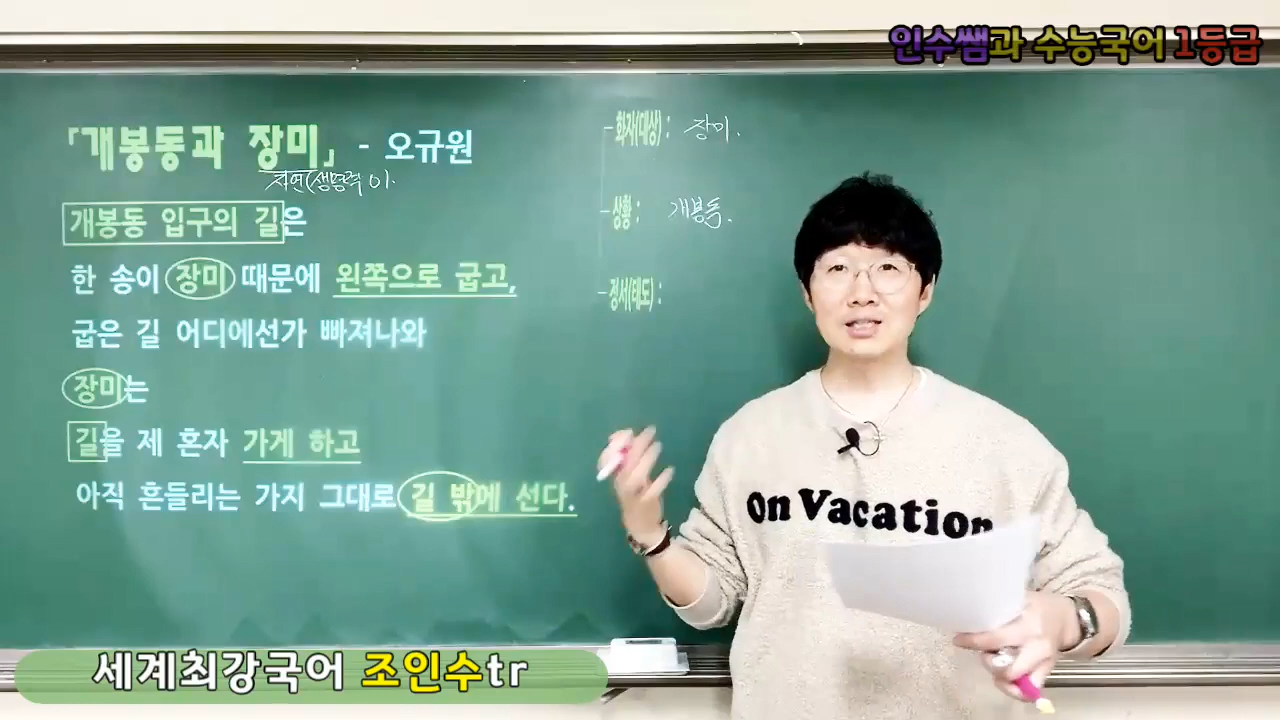 인수쌤과 수능국어 1등급
「개봉동과 장미」 - 오규원
자연(생명력 이.
개봉동 입구의 길은
한 송이 장미 때문에 왼쪽으로 굽고,
굽은 길 어디에선가 빠져나와
장미는
길을 제 혼자 가게 하고
아직 흔들리는 가지 그대로 길 밖에 선다.
- 화자(대상) : 장미.
- 상황 : 개봉동.
- 정서(태도) :
On Vacation
세계최강국어 조인수tr